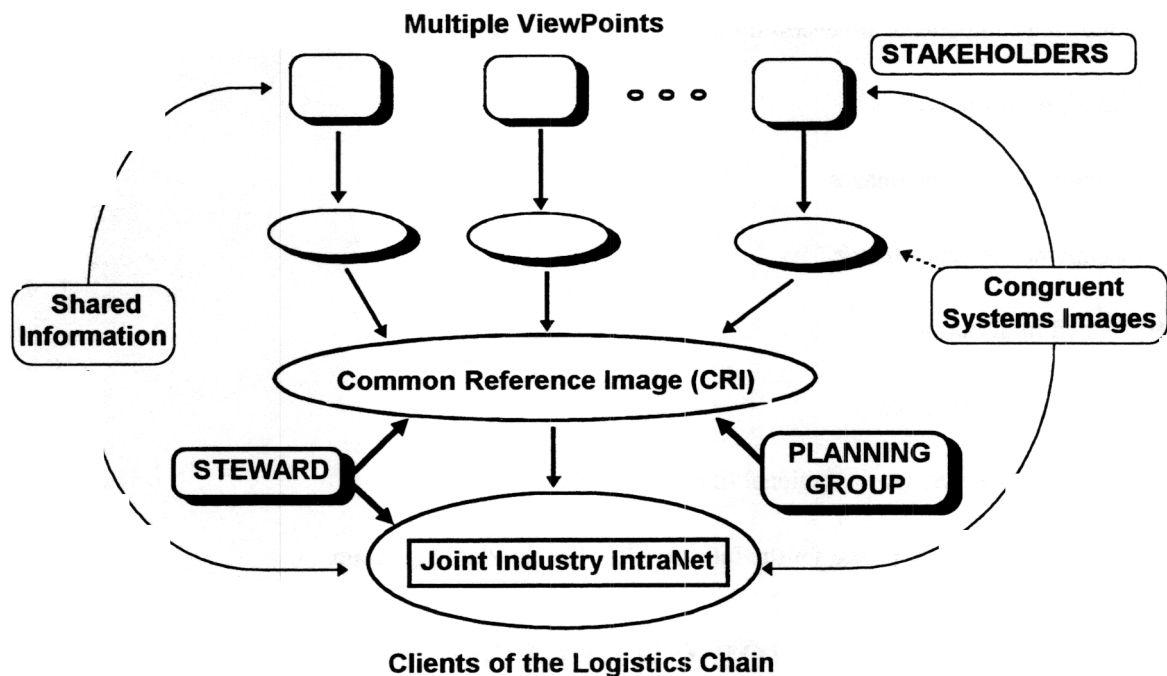 Multiple ViewPoints
STAKEHOLDERS
Shared
Information
Congruent
Systems Images
Common Reference Image (CRI)
STEWARD
PLANNING
GROUP
Joint Industry IntraNet
Clients of the Logistics Chain